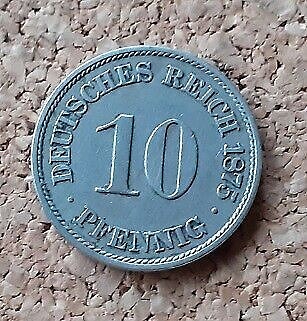 DEUTSCHES REICH 1875
10
· PFENNIG ·